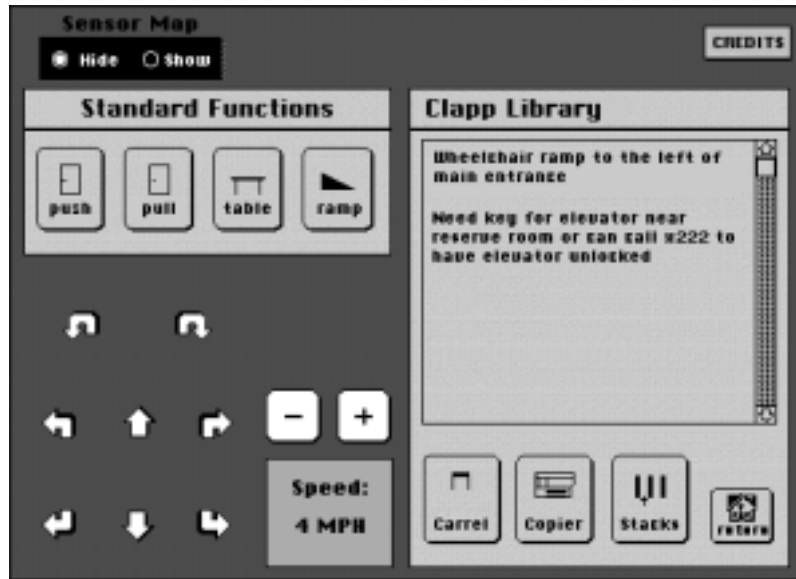 Sensor Map
Hide Show
CREDITS
Standard Functions
push pull table ramp
Clapp Library
Wheelchair ramp to the left of
main entrance
Need key for elevator near
reserve room or can call x222 to
have elevator unlocked
- +
Speed:
4 MPH
Carrel Copier Stacks return